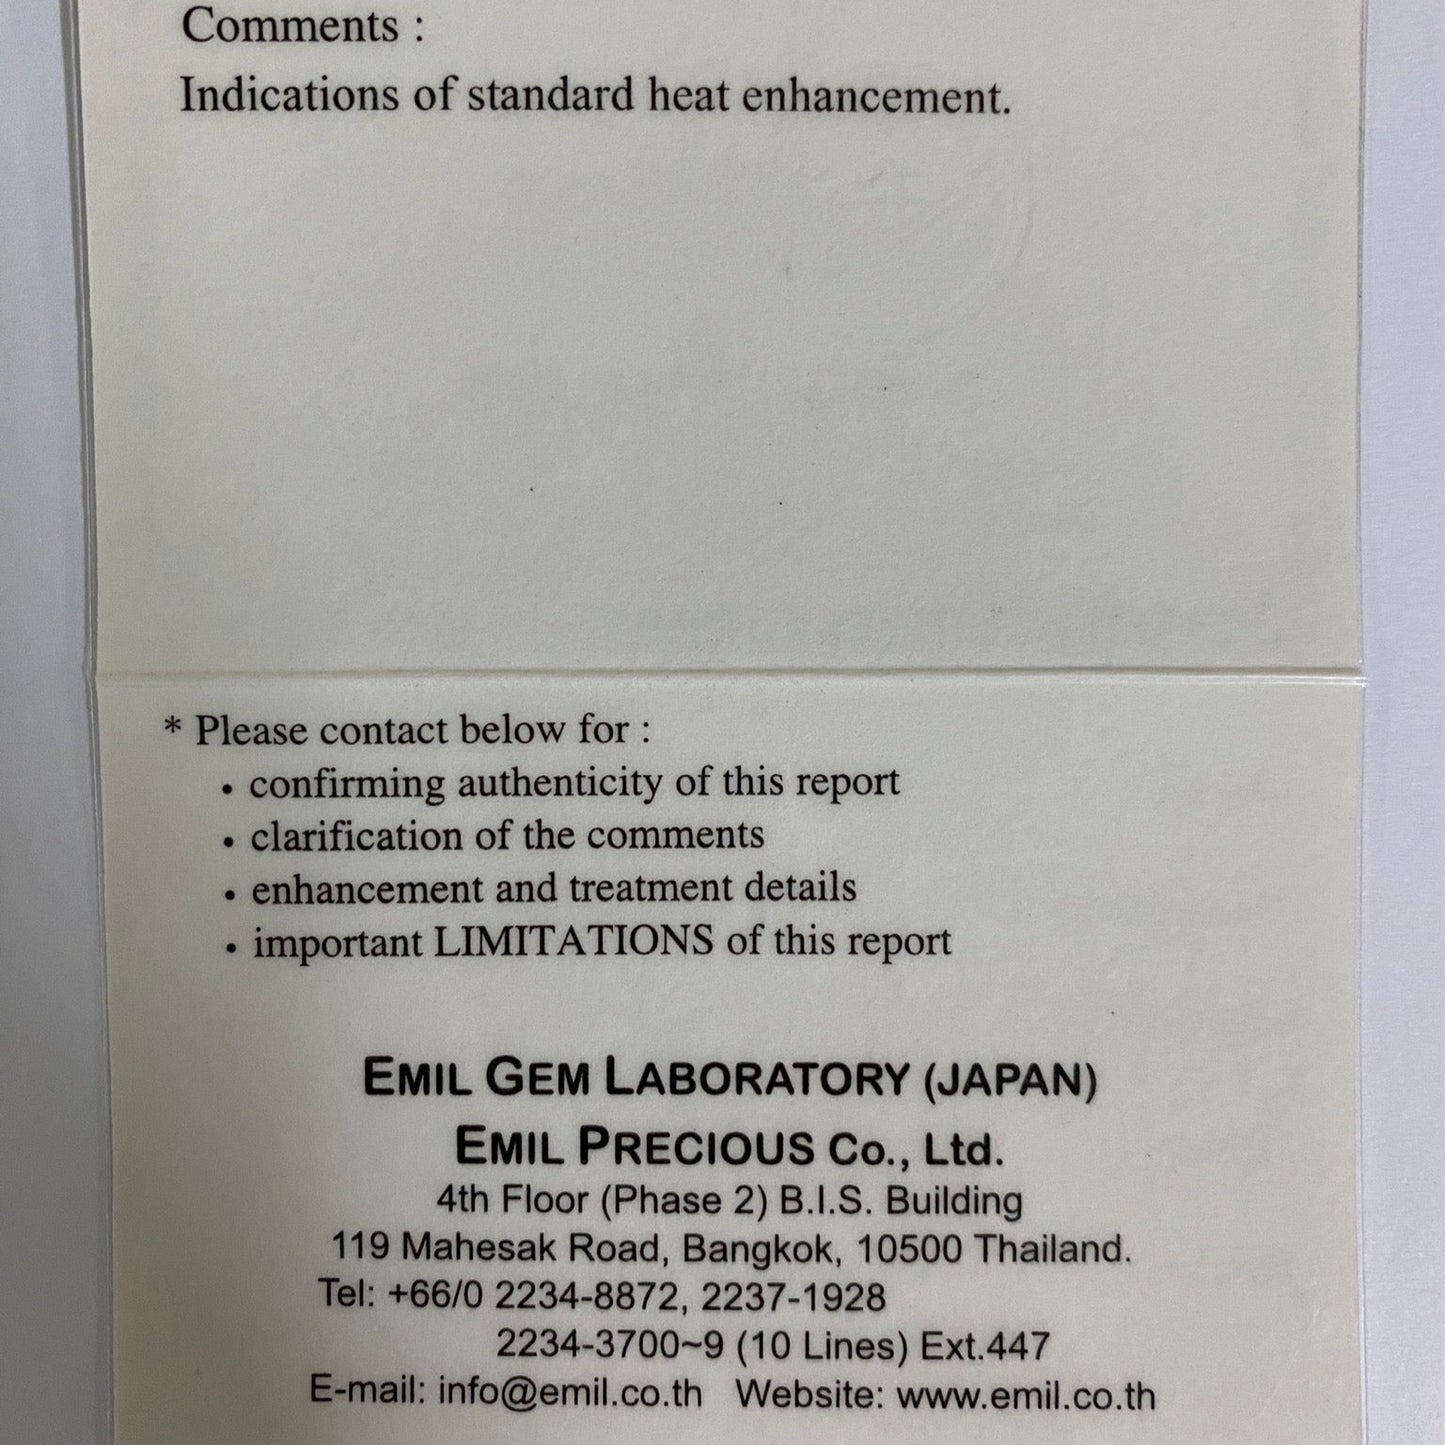 Comments :
Indications of standard heat enhancement.
* Please contact below for :
• confirming authenticity of this report
• clarification of the comments
• enhancement and treatment details
• important LIMITATIONS of this report
EMIL GEM LABORATORY (JAPAN)
EMIL PRECIOUS Co., Ltd.
4th Floor (Phase 2) B.I.S. Building
119 Mahesak Road, Bangkok, 10500 Thailand.
Tel: +66/0 2234-8872, 2237-1928
2234-3700~9 (10 Lines) Ext.447
E-mail: info@emil.co.th Website: www.emil.co.th